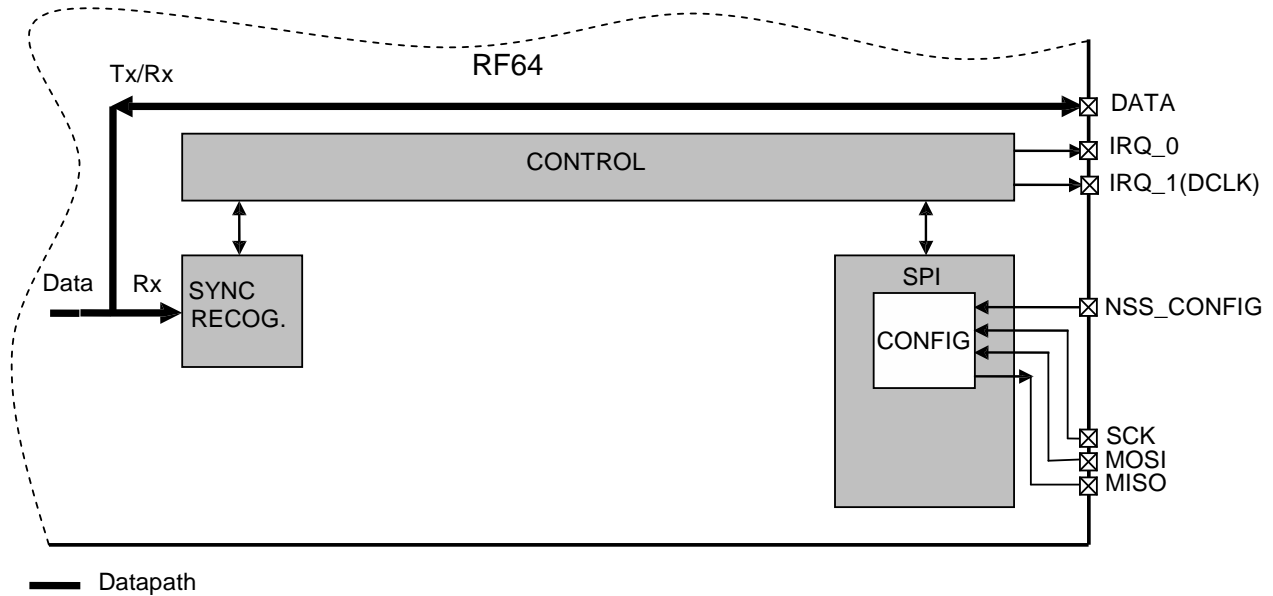 RF64
Tx/Rx
DATA
IRQ_0
CONTROL
IRQ_1(DCLK)
Data
Rx
SYNC
RECOG.
SPI
NSS_CONFIG
CONFIG
SCK
MOSI
MISO
Datapath